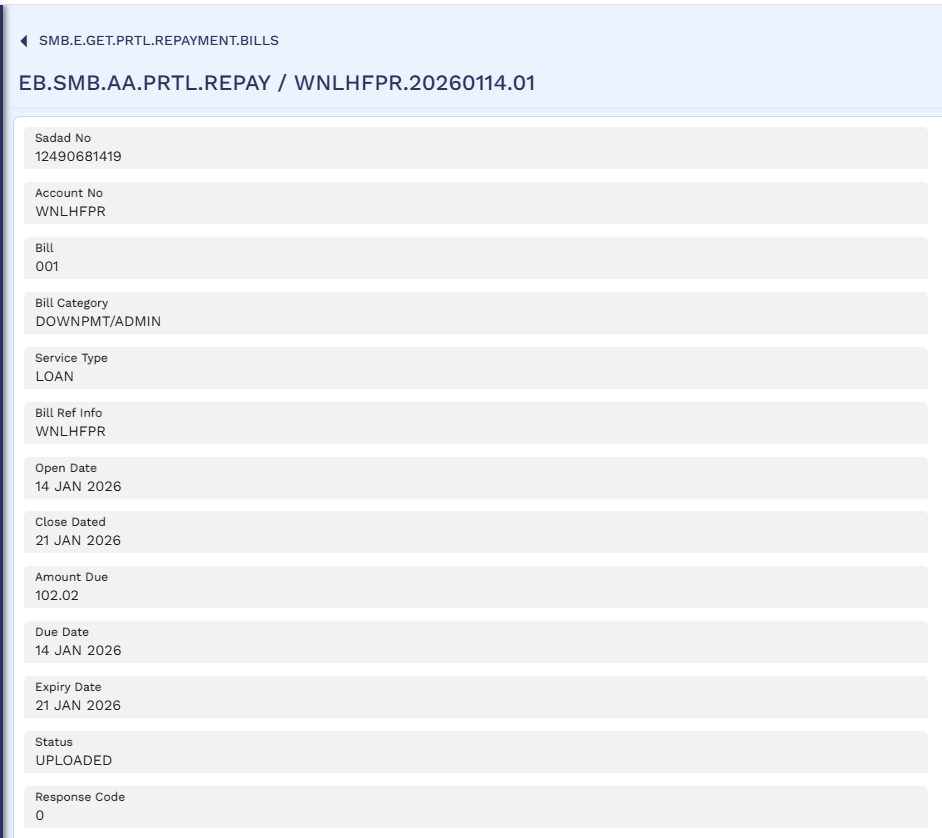 SMB.E.GET.PRTL.REPAYMENT.BILLS
EB.SMB.AA.PRTL.REPAY / WNLHFPR.20260114.01
Sadad No
12490681419
Account No
WNLHFPR
Bill
001
Bill Category
DOWNPMT/ADMIN
Service Type
LOAN
Bill Ref Info
WNLHFPR
Open Date
14 JAN 2026
Close Dated
21 JAN 2026
Amount Due
102.02
Due Date
14 JAN 2026
Expiry Date
21 JAN 2026
Status
UPLOADED
Response Code
0